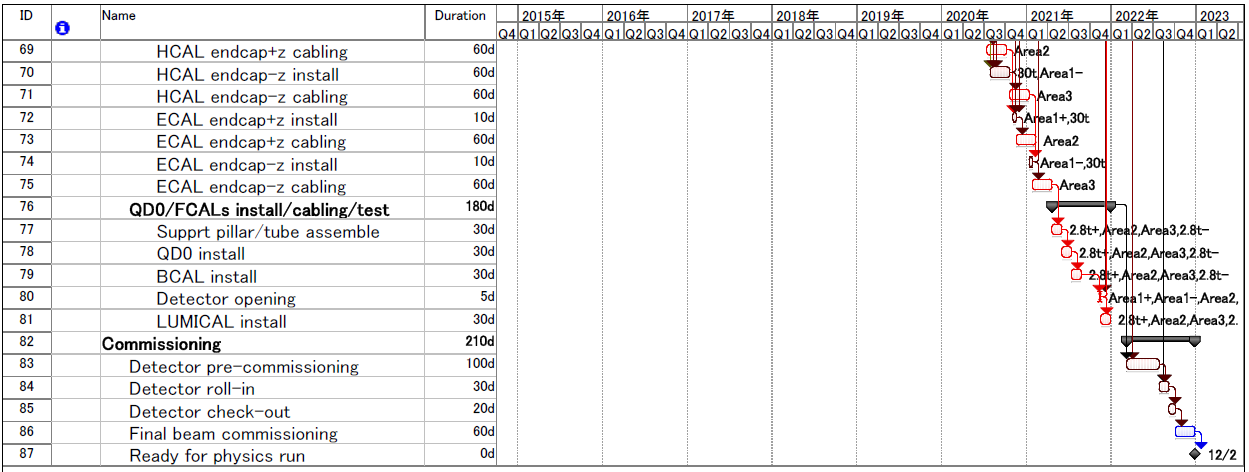 ID Name Duration 2015年 2016年 2017年 2018年 2019年 2020年 2021年 2022年 2023
Q4 Q1 Q2 Q3 Q4 Q1 Q2 Q3 Q4 Q1 Q2 Q3 Q4 Q1 Q2 Q3 Q4 Q1 Q2 Q3 Q4 Q1 Q2 Q3 Q4 Q1 Q2 Q3 Q4 Q1 Q2 Q3 Q4 Q1 Q2
69 HCAL endcap+z cabling 60d Area2
70 HCAL endcap-z install 60d 30t,Area1-
71 HCAL endcap-z cabling 60d Area3
72 ECAL endcap+z install 10d Area1+,30t
73 ECAL endcap+z cabling 60d Area2
74 ECAL endcap-z install 10d Area1-,30t
75 ECAL endcap-z cabling 60d Area3
76 QD0/FCALs install/cabling/test 180d
77 Supprt pillar/tube assemble 30d 2.8t+,Area2,Area3,2.8t-
78 QD0 install 30d 2.8t+,Area2,Area3,2.8t-
79 BCAL install 30d 2.8t+,Area2,Area3,2.8t-
80 Detector opening 5d Area1+,Area1-,Area2,
81 LUMICAL install 30d 2.8t+,Area2,Area3,2.
82 Commissioning 210d
83 Detector pre-commissioning 100d
84 Detector roll-in 30d
85 Detector check-out 20d
86 Final beam commissioning 60d
87 Ready for physics run 0d 12/2